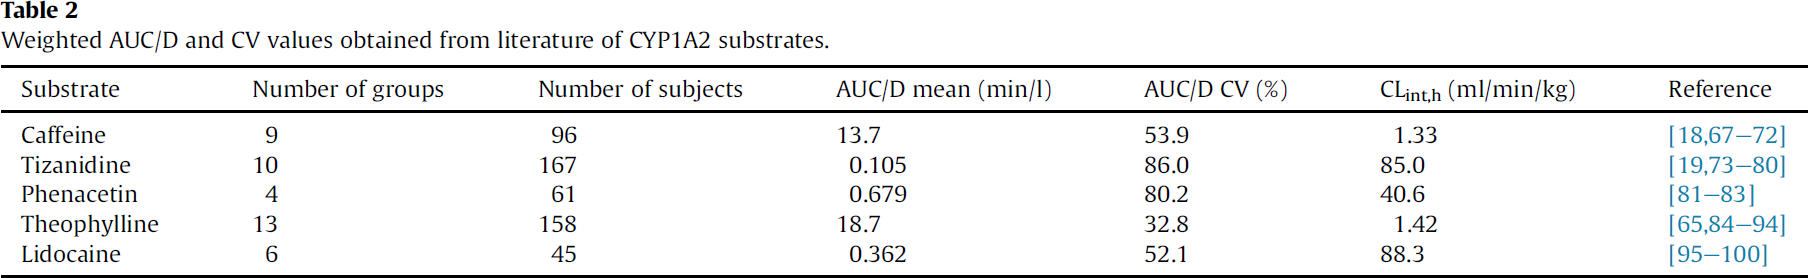 Table 2
Weighted AUC/D and CV values obtained from literature of CYP1A2 substrates.
Substrate Number of groups Number of subjects AUC/D mean (min/l) AUC/D CV (%) CLint,h (ml/min/kg) Reference
Caffeine 9 96 13.7 53.9 1.33 [18,67−72]
Tizanidine 10 167 0.105 86.0 85.0 [19,73−80]
Phenacetin 4 61 0.679 80.2 40.6 [81−83]
Theophylline 13 158 18.7 32.8 1.42 [65,84−94]
Lidocaine 6 45 0.362 52.1 88.3 [95−100]